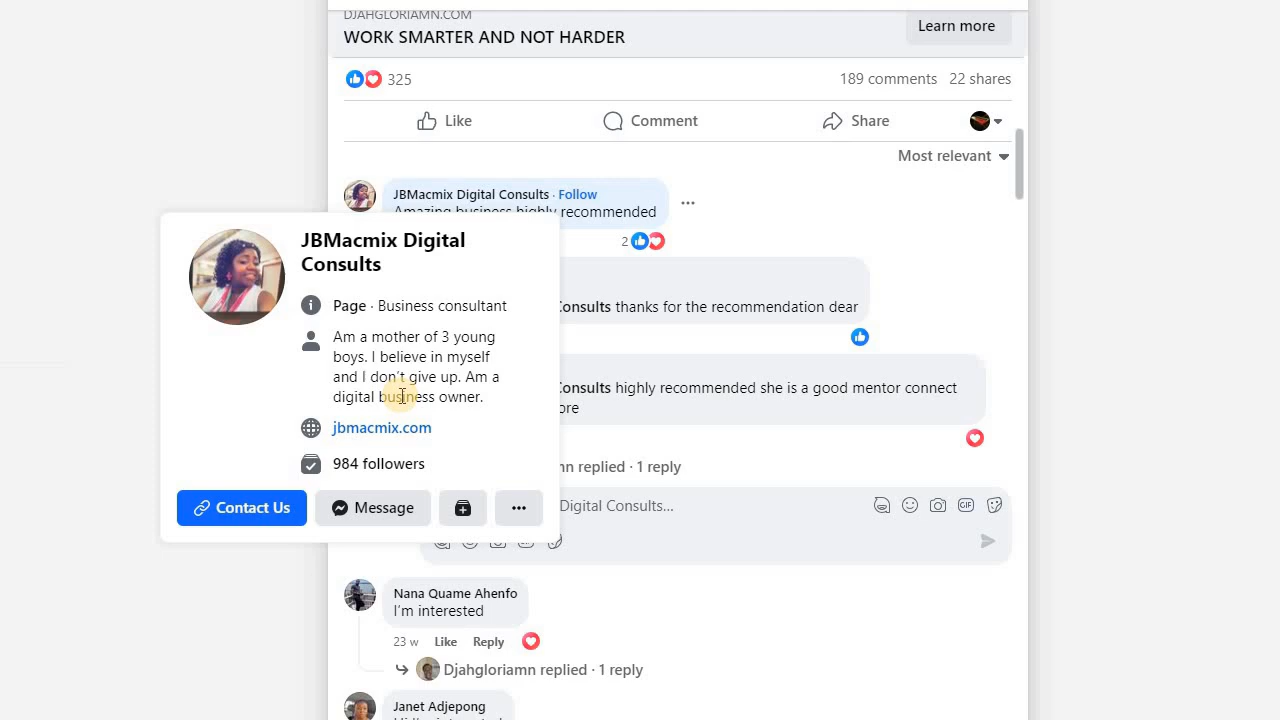 DJAHGLORIAMN.COM
WORK SMARTER AND NOT HARDER
Learn more
325
189 comments 22 shares
Like Comment Share
Most relevant
JBMacmix Digital Consults · Follow
Amazing business highly recommended
2
JBMacmix Digital
Consults
Page · Business consultant
Am a mother of 3 young
boys. I believe in myself
and I don't give up. Am a
digital business owner.
jbmacmix.com
984 followers
Contact Us Message
Consults thanks for the recommendation dear
Consults highly recommended she is a good mentor connect
replied · 1 reply
Digital Consults...
GIF
Nana Quame Ahenfo
I'm interested
23 w Like Reply
Djahgloriamn replied · 1 reply
Janet Adjepong